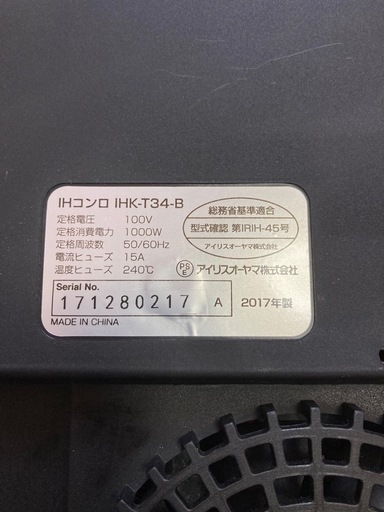 IHコンロ IHK-T34-B
定格電圧 100V
定格消費電力 1000W
定格周波数 50/60Hz
電流ヒューズ 15A
温度ヒューズ 240℃
総務省基準適合
型式確認 第IRIH-45号
アイリスオーヤマ株式会社
PSE アイリスオーヤマ株式会社
Serial No.
171280217 A 2017年製
MADE IN CHINA